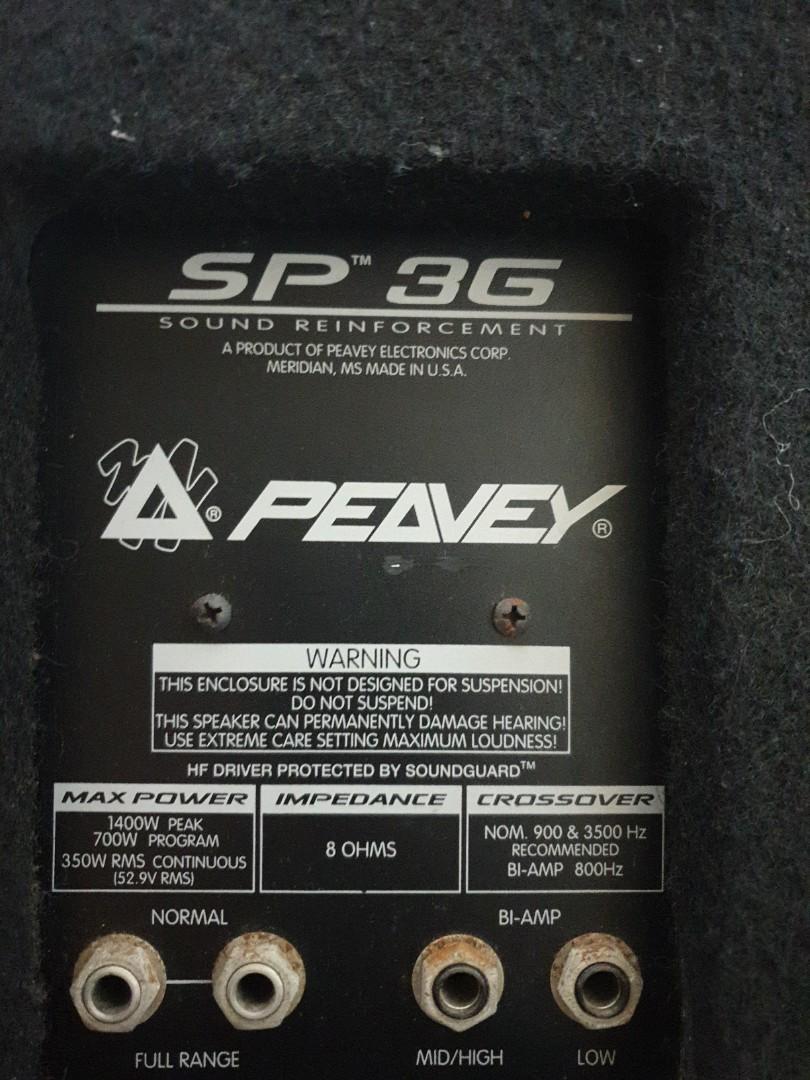 SP™ 3G
SOUND REINFORCEMENT
A PRODUCT OF PEAVEY ELECTRONICS CORP.
MERIDIAN, MS MADE IN U.S.A.
® PEAVEY®
WARNING
THIS ENCLOSURE IS NOT DESIGNED FOR SUSPENSION!
DO NOT SUSPEND!
THIS SPEAKER CAN PERMANENTLY DAMAGE HEARING!
USE EXTREME CARE SETTING MAXIMUM LOUDNESS!
HF DRIVER PROTECTED BY SOUNDGUARD™
MAX POWER
1400W PEAK
700W PROGRAM
350W RMS CONTINUOUS
(52.9V RMS)
IMPEDANCE
8 OHMS
CROSSOVER
NOM. 900 & 3500 Hz
RECOMMENDED
BI-AMP 800Hz
NORMAL
BI-AMP
FULL RANGE
MID/HIGH
LOW